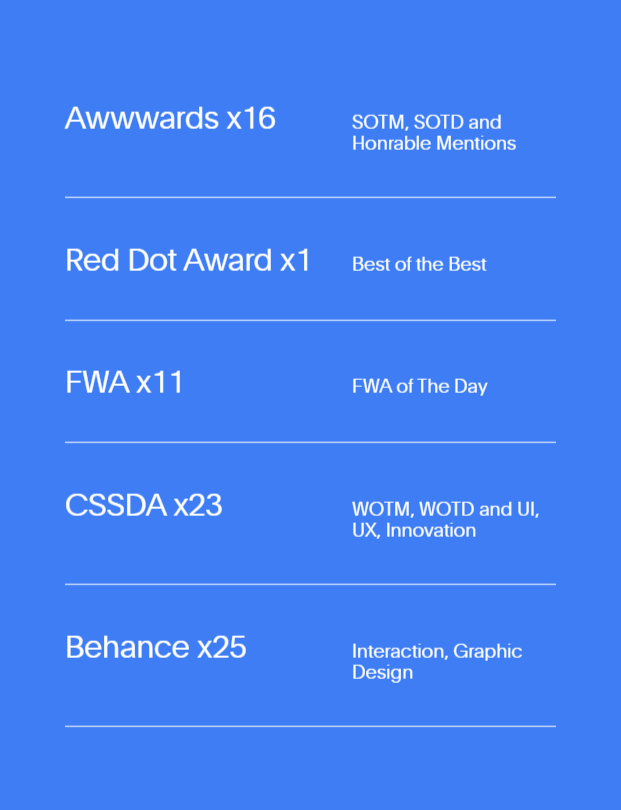 Awwwards x16
SOTM, SOTD and
Honrable Mentions
Red Dot Award x1
Best of the Best
FWA x11
FWA of The Day
CSSDA x23
WOTM, WOTD and UI,
UX, Innovation
Behance x25
Interaction, Graphic
Design